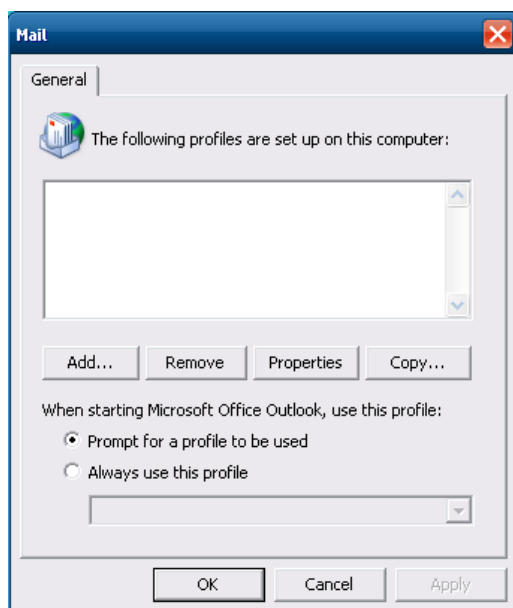 Mail
General
The following profiles are set up on this computer:
Add... Remove Properties Copy...
When starting Microsoft Office Outlook, use this profile:
Prompt for a profile to be used
Always use this profile
OK Cancel Apply